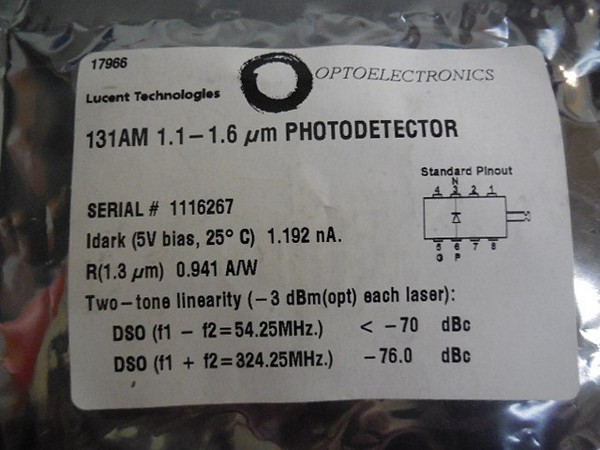 17966
Lucent Technologies
OPTOELECTRONICS
131AM 1.1-1.6 µm PHOTODETECTOR
Standard Pinout
N
4 3 2 1
5 6 7 8
G P
SERIAL # 1116267
Idark (5V bias, 25° C) 1.192 nA.
R(1.3 µm) 0.941 A/W
Two-tone linearity (-3 dBm(opt) each laser):
DSO (f1 - f2=54.25MHz.) < -70 dBc
DSO (f1 + f2=324.25MHz.) -76.0 dBc